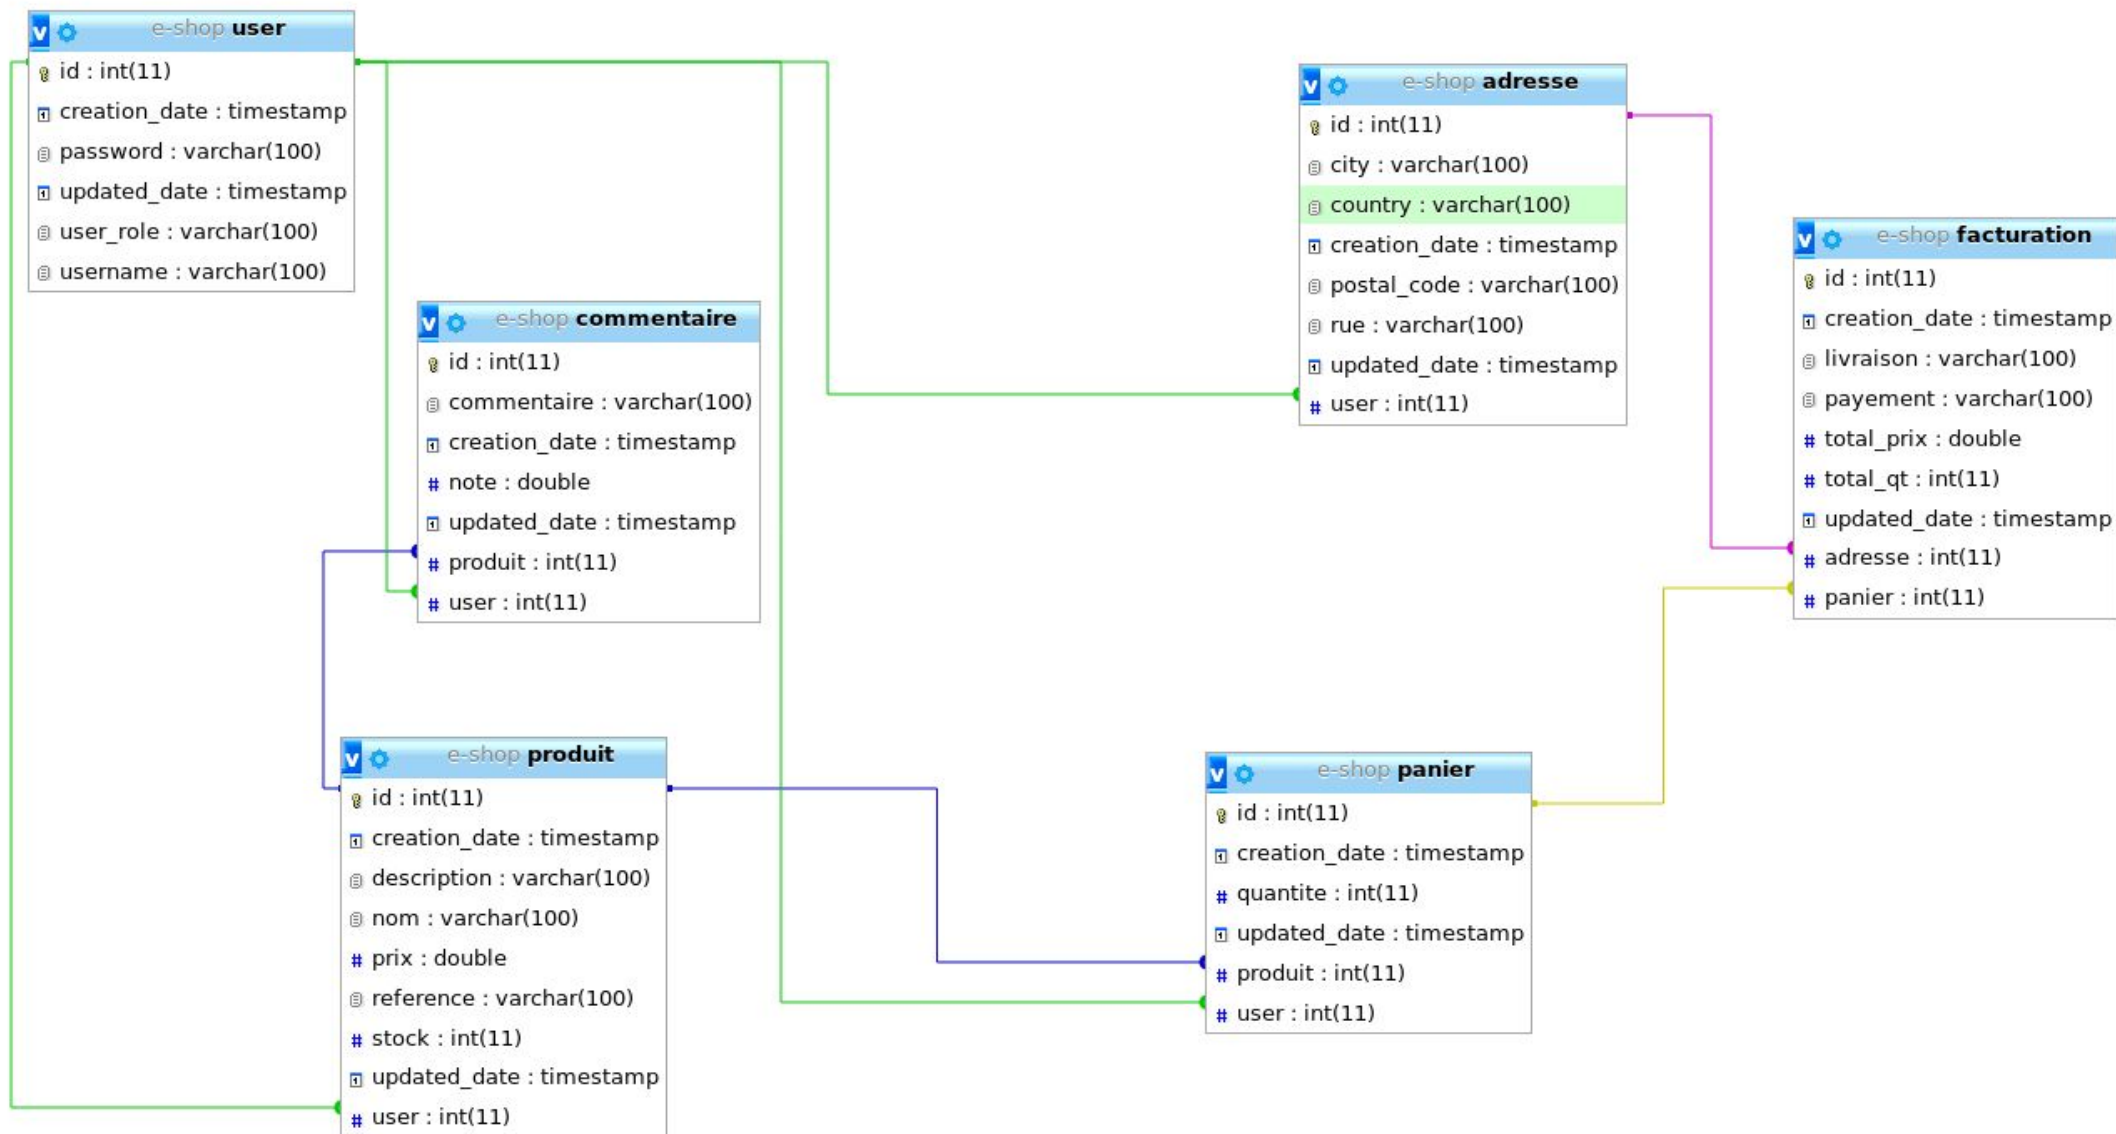 e-shop user
id : int(11)
creation_date : timestamp
password : varchar(100)
updated_date : timestamp
user_role : varchar(100)
username : varchar(100)
e-shop commentaire
id : int(11)
commentaire : varchar(100)
creation_date : timestamp
note : double
updated_date : timestamp
produit : int(11)
user : int(11)
e-shop produit
id : int(11)
creation_date : timestamp
description : varchar(100)
nom : varchar(100)
prix : double
reference : varchar(100)
stock : int(11)
updated_date : timestamp
user : int(11)
e-shop adresse
id : int(11)
city : varchar(100)
country : varchar(100)
creation_date : timestamp
postal_code : varchar(100)
rue : varchar(100)
updated_date : timestamp
user : int(11)
e-shop panier
id : int(11)
creation_date : timestamp
quantite : int(11)
updated_date : timestamp
produit : int(11)
user : int(11)
e-shop facturation
id : int(11)
creation_date : timestamp
livraison : varchar(100)
payement : varchar(100)
total_prix : double
total_qt : int(11)
updated_date : timestamp
adresse : int(11)
panier : int(11)